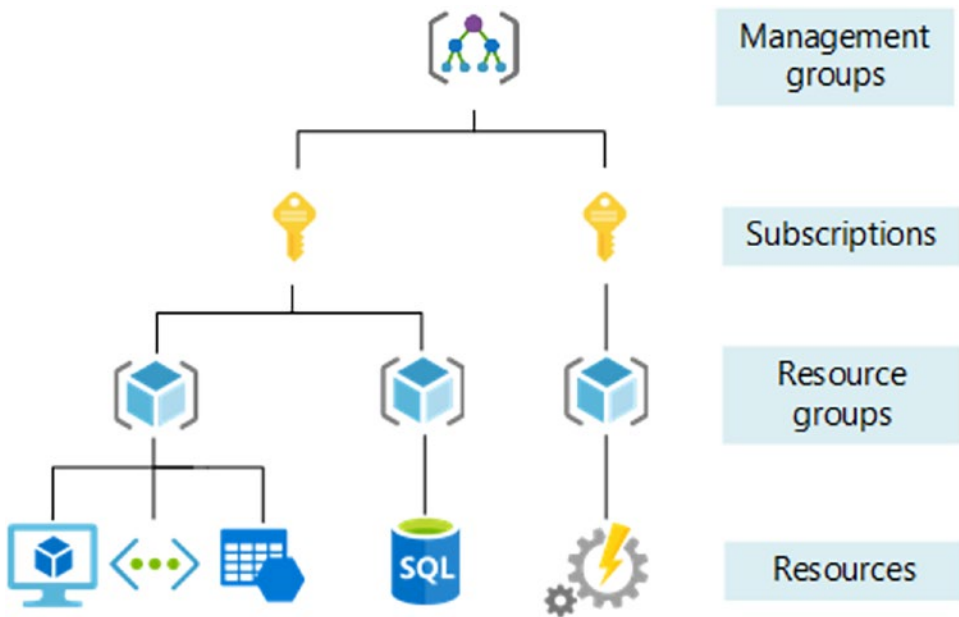 Management
groups
Subscriptions
Resource
groups
SQL
Resources